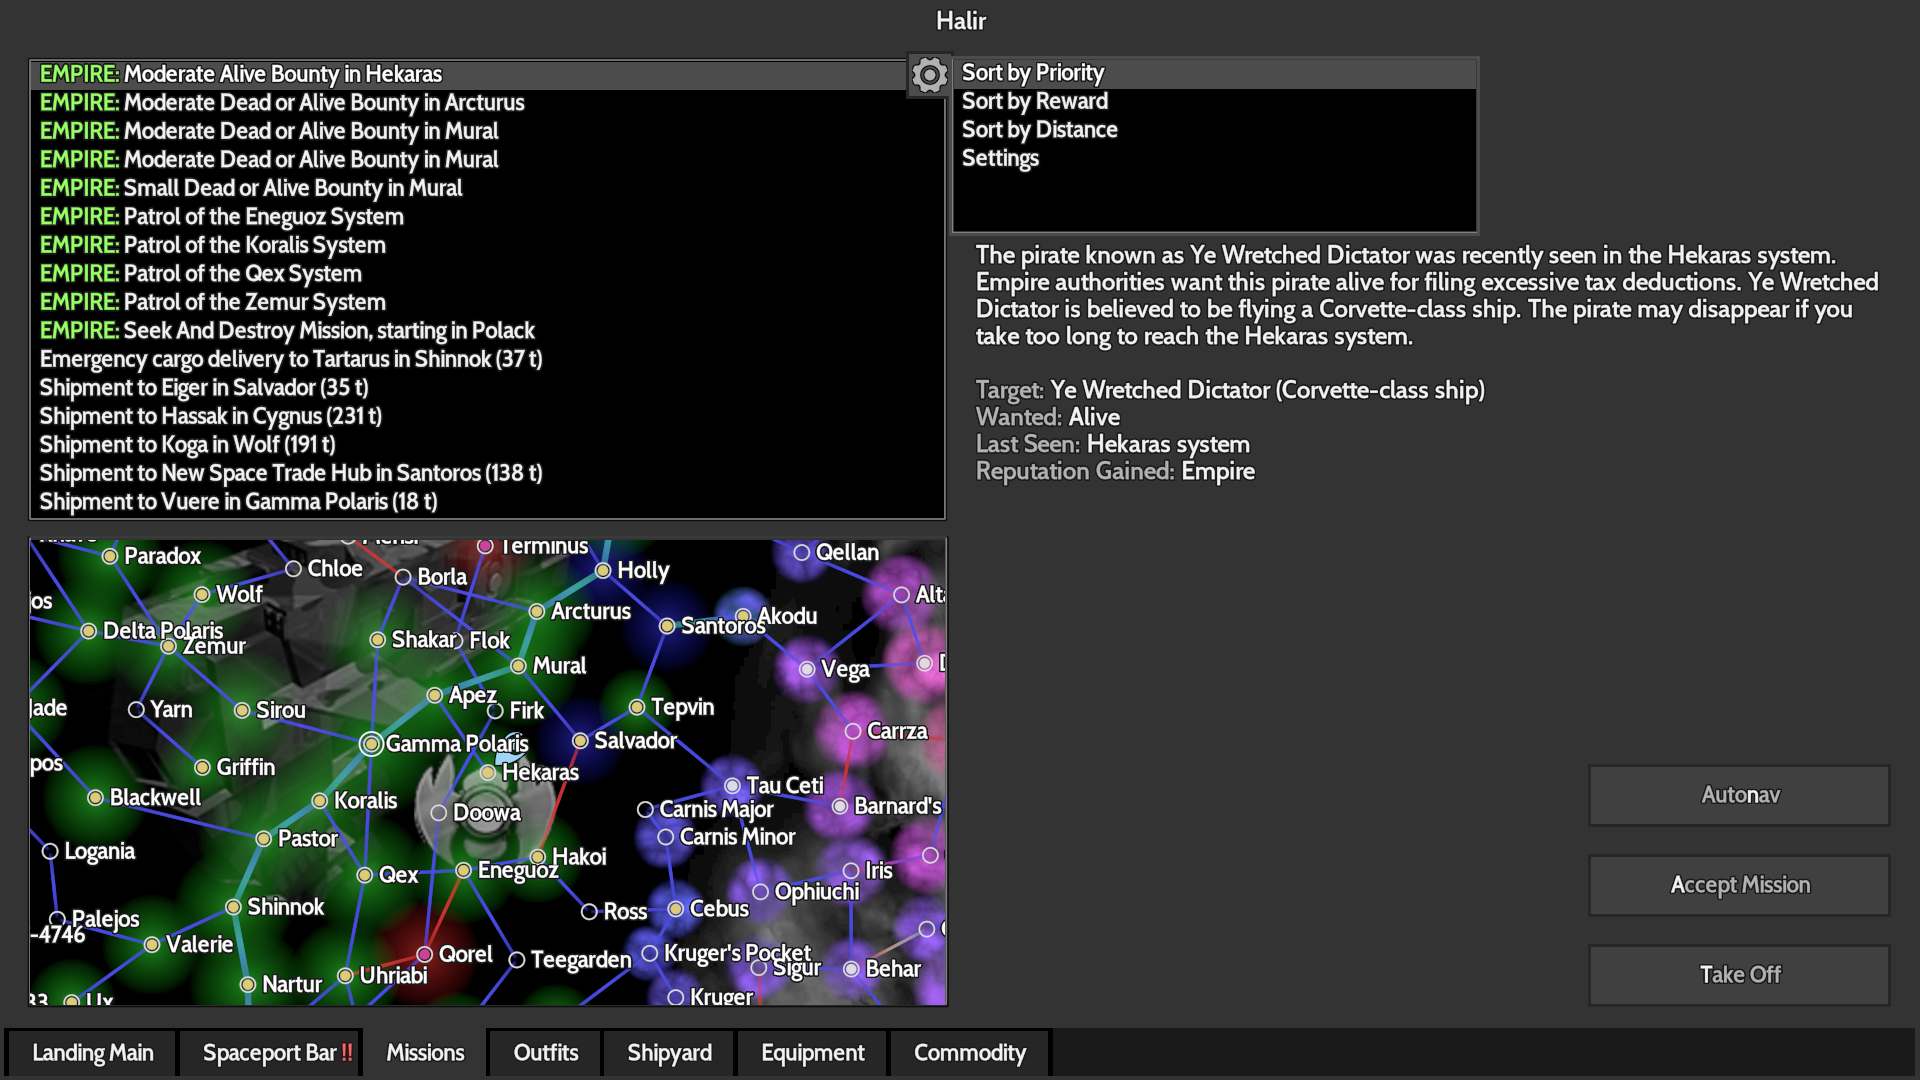 Halir
EMPIRE: Moderate Alive Bounty in Hekaras
EMPIRE: Moderate Dead or Alive Bounty in Arcturus
EMPIRE: Moderate Dead or Alive Bounty in Mural
EMPIRE: Moderate Dead or Alive Bounty in Mural
EMPIRE: Small Dead or Alive Bounty in Mural
EMPIRE: Patrol of the Eneguoz System
EMPIRE: Patrol of the Koralis System
EMPIRE: Patrol of the Qex System
EMPIRE: Patrol of the Zemur System
EMPIRE: Seek And Destroy Mission, starting in Polack
Emergency cargo delivery to Tartarus in Shinnok (37 t)
Shipment to Eiger in Salvador (35 t)
Shipment to Hassak in Cygnus (231 t)
Shipment to Koga in Wolf (191 t)
Shipment to New Space Trade Hub in Santoros (138 t)
Shipment to Vuere in Gamma Polaris (18 t)
Sort by Priority
Sort by Reward
Sort by Distance
Settings
The pirate known as Ye Wretched Dictator was recently seen in the Hekaras system.
Empire authorities want this pirate alive for filing excessive tax deductions. Ye Wretched
Dictator is believed to be flying a Corvette-class ship. The pirate may disappear if you
take too long to reach the Hekaras system.
Target: Ye Wretched Dictator (Corvette-class ship)
Wanted: Alive
Last Seen: Hekaras system
Reputation Gained: Empire
Paradox
Terminus
Qellan
Chloe
Borla
Holly
Wolf
Arcturus
Santoros
Akodu
Delta Polaris
Zemur
Shakar
Flok
Mural
Vega
Apez
Yarn
Sirou
Firk
Tepvin
Carrza
Gamma Polaris
Salvador
Griffin
Hekaras
Tau Ceti
Blackwell
Koralis
Doowa
Carnis Major
Barnard's
Pastor
Carnis Minor
Logania
Qex
Eneguoz
Hakoi
Iris
Ophiuchi
Shinnok
Ross
Cebus
Palejos
-4746
Valerie
Qorel
Teegarden
Kruger's Pocket
Sigur
Behar
Nartur
Uhriabi
Kruger
Autonav
Accept Mission
Take Off
Landing Main
Spaceport Bar !!
Missions
Outfits
Shipyard
Equipment
Commodity